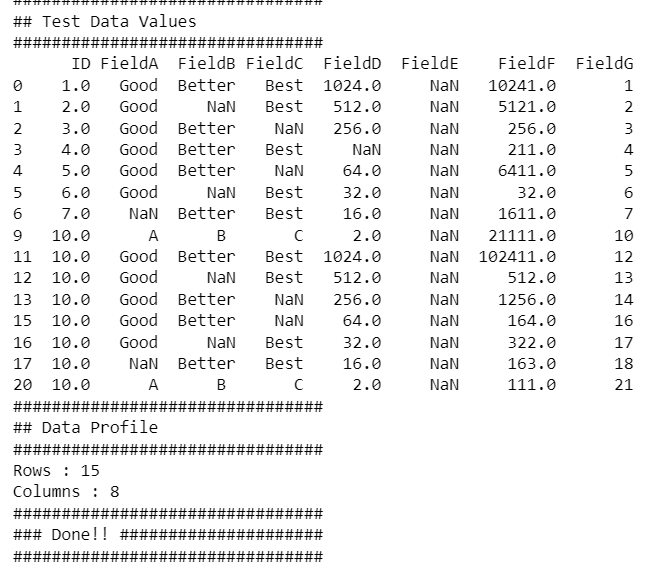 ################################
## Test Data Values
################################
      ID FieldA  FieldB FieldC  FieldD  FieldE    FieldF  FieldG
0    1.0   Good  Better   Best  1024.0     NaN   10241.0       1
1    2.0   Good     NaN   Best   512.0     NaN    5121.0       2
2    3.0   Good  Better    NaN   256.0     NaN     256.0       3
3    4.0   Good  Better   Best     NaN     NaN     211.0       4
4    5.0   Good  Better    NaN    64.0     NaN    6411.0       5
5    6.0   Good     NaN   Best    32.0     NaN      32.0       6
6    7.0    NaN  Better   Best    16.0     NaN    1611.0       7
9   10.0      A       B      C     2.0     NaN   21111.0      10
11  10.0   Good  Better   Best  1024.0     NaN  102411.0      12
12  10.0   Good     NaN   Best   512.0     NaN     512.0      13
13  10.0   Good  Better    NaN   256.0     NaN    1256.0      14
15  10.0   Good  Better    NaN    64.0     NaN     164.0      16
16  10.0   Good     NaN   Best    32.0     NaN     322.0      17
17  10.0    NaN  Better   Best    16.0     NaN     163.0      18
20  10.0      A       B      C     2.0     NaN     111.0      21
################################
## Data Profile
################################
Rows : 15
Columns : 8
################################
### Done!! #####################
################################